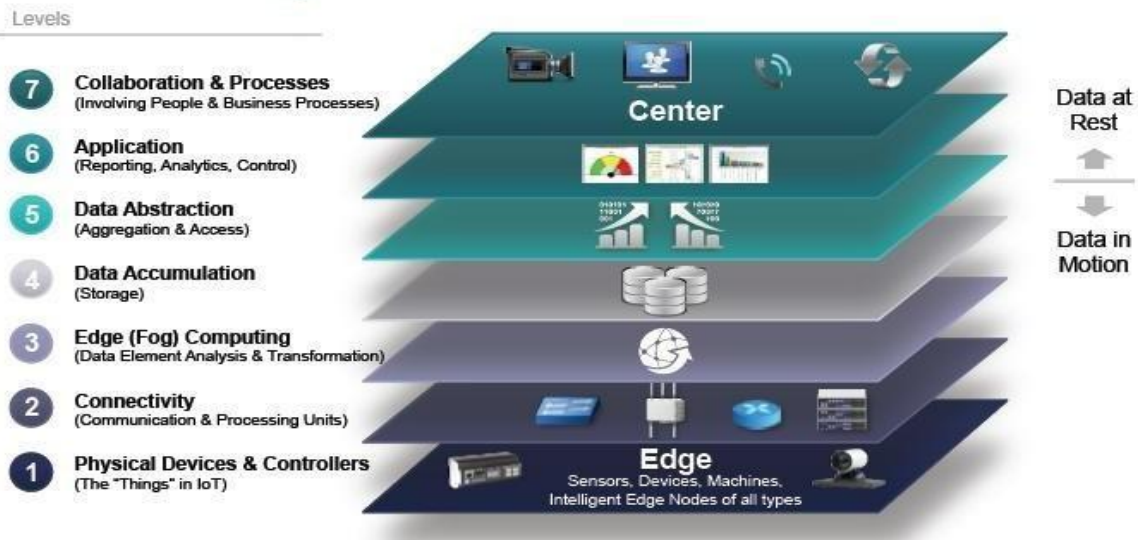 Levels
7
Collaboration & Processes
(Involving People & Business Processes)
6
Application
(Reporting, Analytics, Control)
5
Data Abstraction
(Aggregation & Access)
4
Data Accumulation
(Storage)
3
Edge (Fog) Computing
(Data Element Analysis & Transformation)
2
Connectivity
(Communication & Processing Units)
1
Physical Devices & Controllers
(The "Things" in IoT)
Center
Edge
Sensors, Devices, Machines,
Intelligent Edge Nodes of all types
Data at
Rest
Data in
Motion